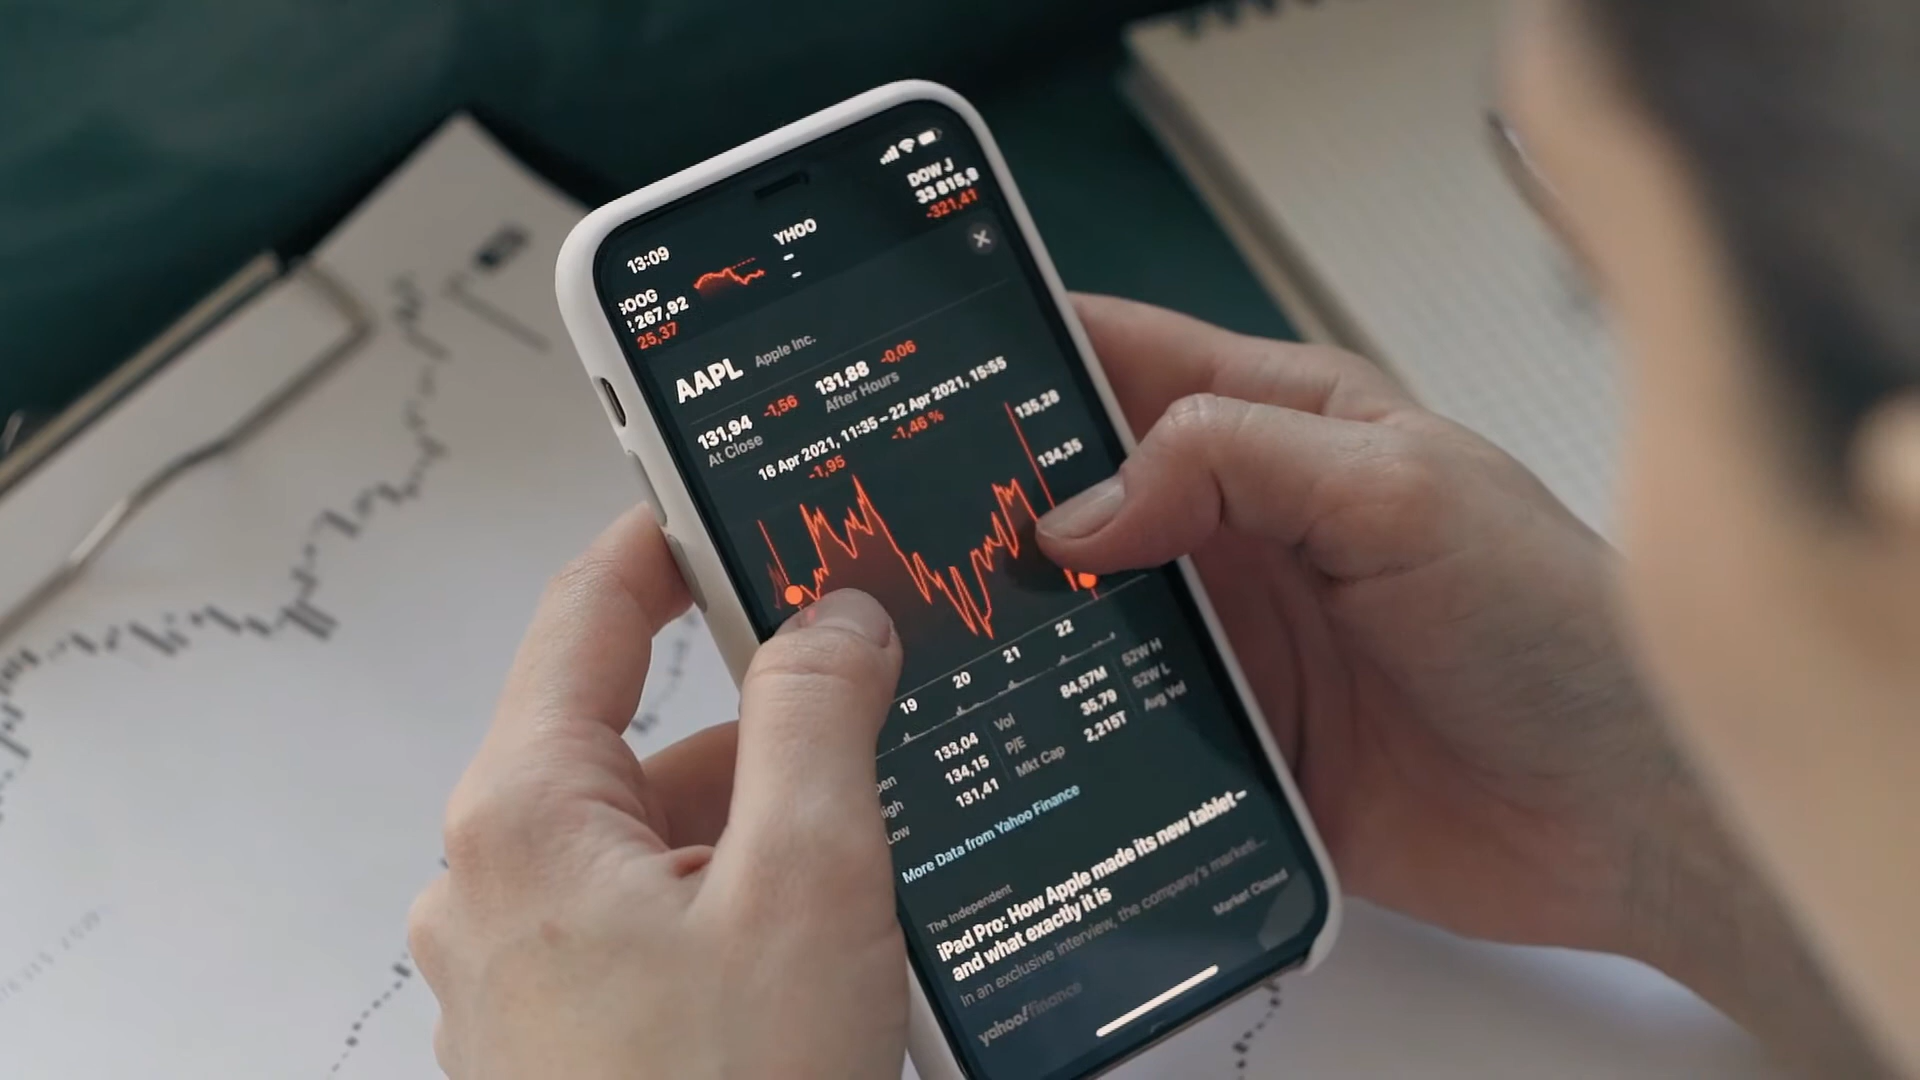 13:09
DOW J
33 815,9
-321,41
YHOO
-
-
267,92
25,37
AAPL Apple Inc.
131,94 -1,56
At Close
131,88 -0,06
After Hours
16 Apr 2021, 11:35 – 22 Apr 2021, 15:55
-1,95 -1,46 %
135,28
134,35
19 20 21 22
133,04
134,15
Low 131,41
Vol 84,57M
P/E 35,79
Mkt Cap 2,215T
52W H
52W L
Avg Vol
More Data from Yahoo Finance
The Independent
iPad Pro: How Apple made its new tablet –
and what exactly it is
In an exclusive interview, the company's marketi...
yahoo!finance
Market Closed